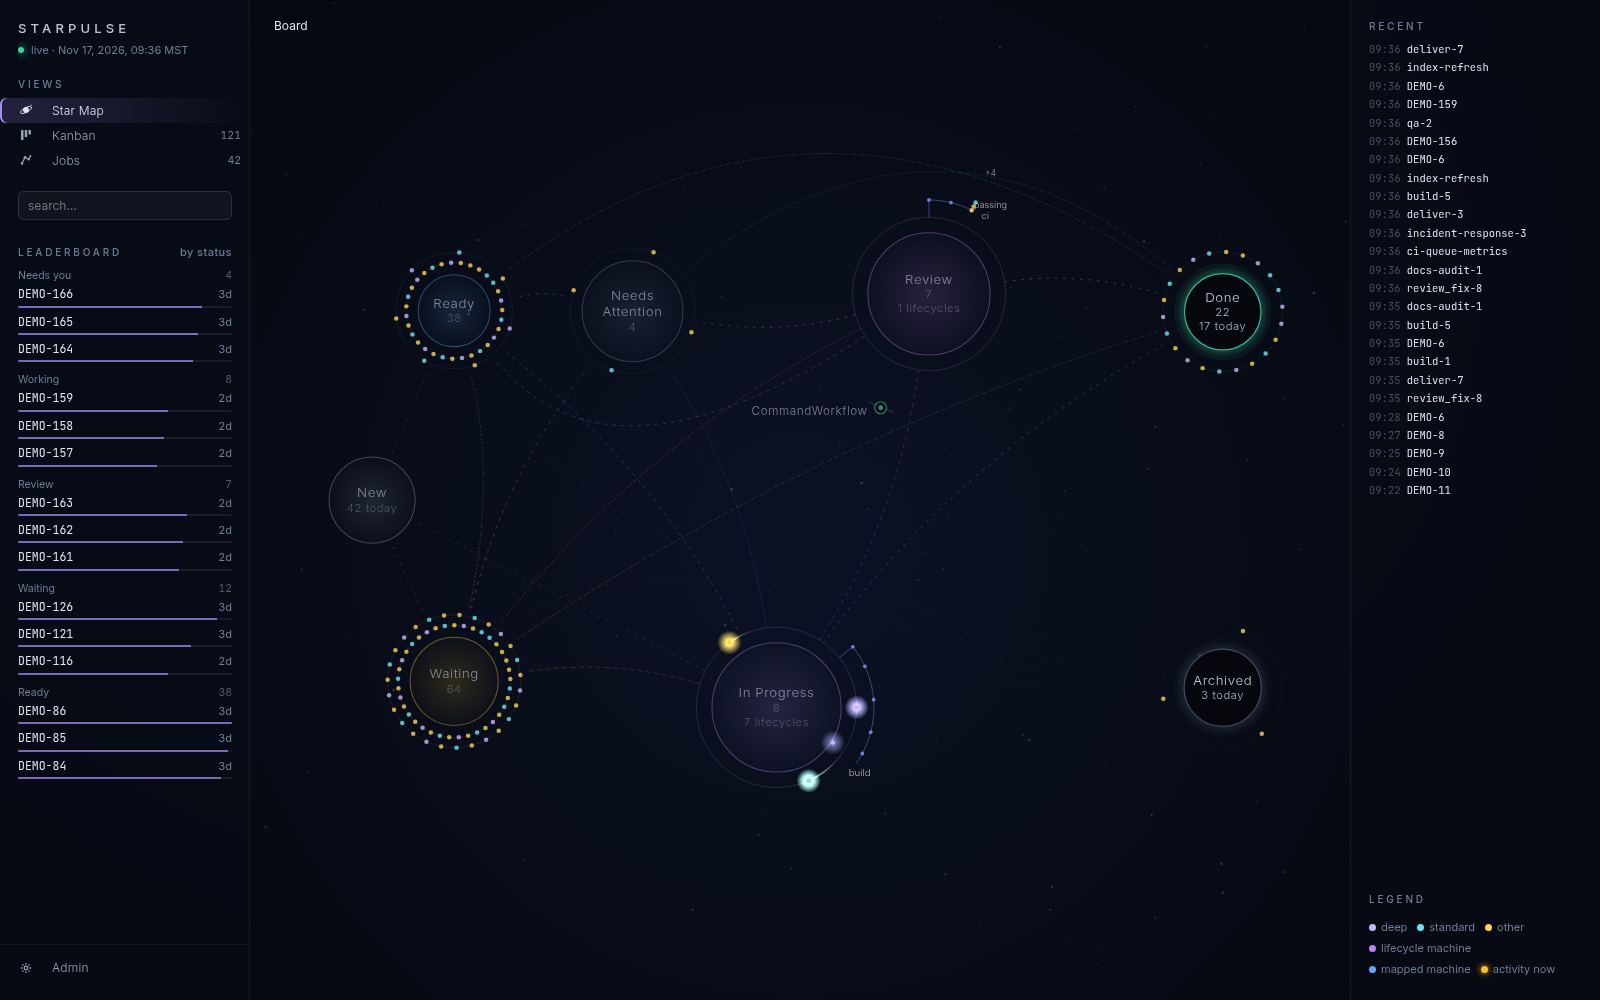 STARPULSE
live · Nov 17, 2026, 09:36 MST
VIEWS
Star Map
Kanban 121
Jobs 42
search...
LEADERBOARD by status
Needs you 4
DEMO-166 3d
DEMO-165 3d
DEMO-164 3d
Working 8
DEMO-159 2d
DEMO-158 2d
DEMO-157 2d
Review 7
DEMO-163 2d
DEMO-162 2d
DEMO-161 2d
Waiting 12
DEMO-126 3d
DEMO-121 3d
DEMO-116 2d
Ready 38
DEMO-86 3d
DEMO-85 3d
DEMO-84 3d
Admin
Board
+4
passing
ci
Ready
38
Needs
Attention
4
Review
7
1 lifecycles
Done
22
17 today
CommandWorkflow
New
42 today
Waiting
64
In Progress
8
7 lifecycles
build
Archived
3 today
RECENT
09:36 deliver-7
09:36 index-refresh
09:36 DEMO-6
09:36 DEMO-159
09:36 qa-2
09:36 DEMO-156
09:36 DEMO-6
09:36 index-refresh
09:36 build-5
09:36 deliver-3
09:36 incident-response-3
09:36 ci-queue-metrics
09:36 docs-audit-1
09:36 review_fix-8
09:35 docs-audit-1
09:35 build-5
09:35 DEMO-6
09:35 build-1
09:35 deliver-7
09:35 review_fix-8
09:28 DEMO-6
09:27 DEMO-8
09:25 DEMO-9
09:24 DEMO-10
09:22 DEMO-11
LEGEND
deep standard other
lifecycle machine
mapped machine activity now